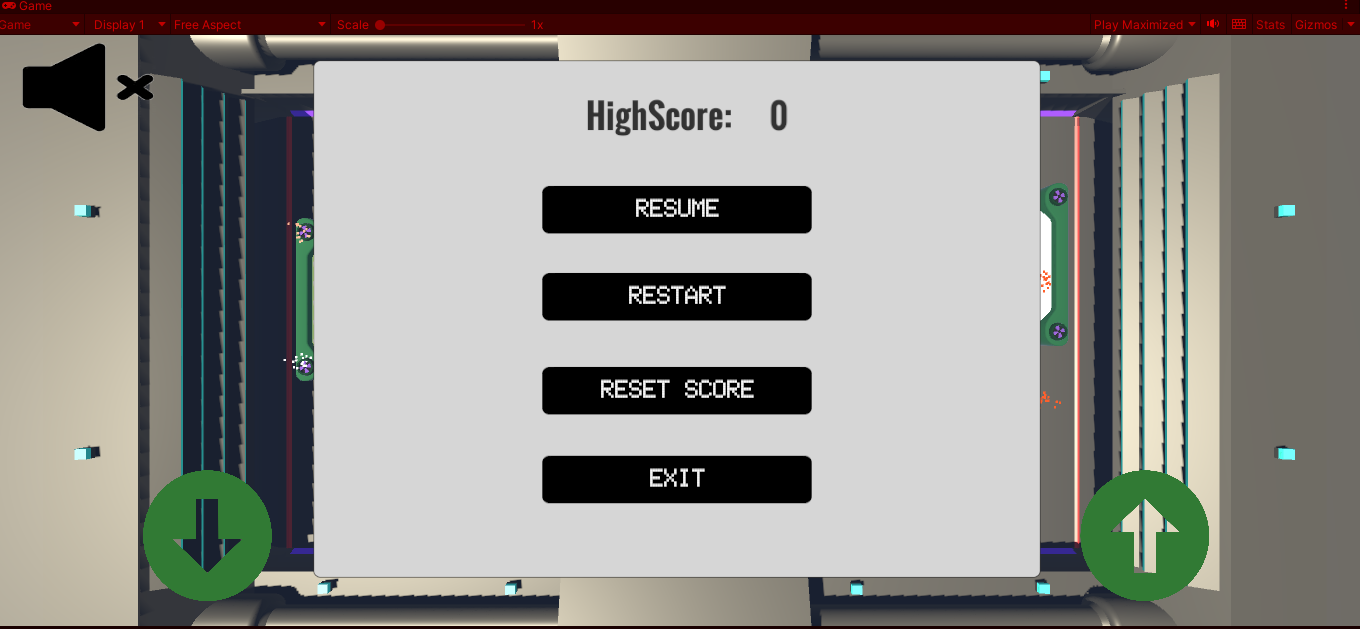 Game
Game Display 1 Free Aspect Scale 1x Play Maximized Stats Gizmos
HighScore: 0
RESUME
RESTART
RESET SCORE
EXIT